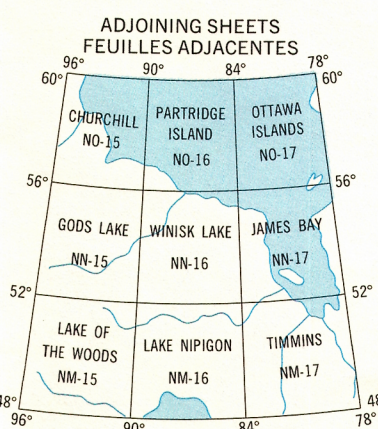 ADJOINING SHEETS
FEUILLES ADJACENTES
96° 90° 84° 78°
60° 60°
CHURCHILL
NO-15
PARTRIDGE
ISLAND
NO-16
OTTAWA
ISLANDS
NO-17
56° 56°
GODS LAKE
NN-15
WINISK LAKE
NN-16
JAMES BAY
NN-17
52° 52°
LAKE OF
THE WOODS
NM-15
LAKE NIPIGON
NM-16
TIMMINS
NM-17
48° 48
96° 90° 84° 78°